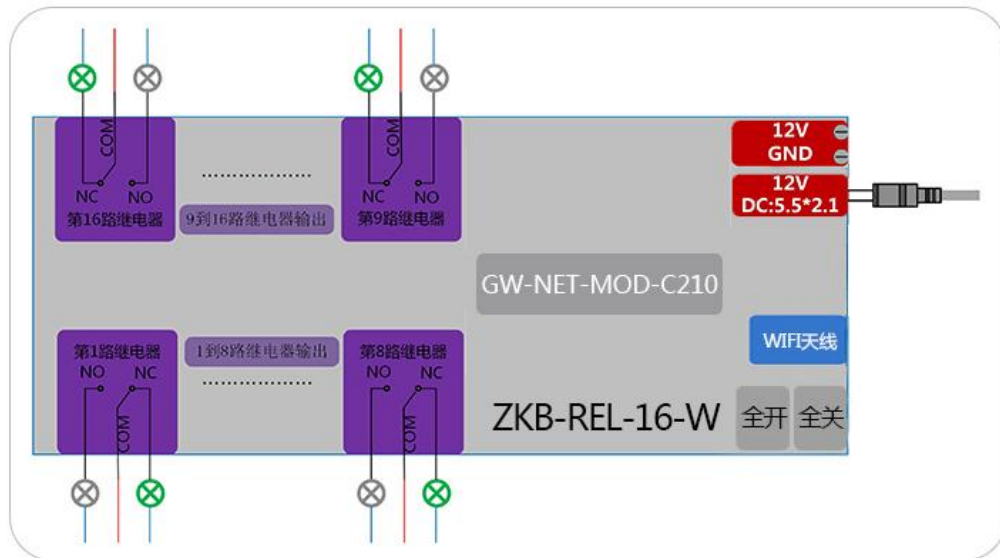 COM
NC
NO
第16路继电器
...............
9到16路继电器输出
COM
NC
NO
第9路继电器
12V
GND
12V
DC:5.5*2.1
GW-NET-MOD-C210
WIFI天线
第1路继电器
NO
NC
COM
1到8路继电器输出
...............
第8路继电器
NO
NC
COM
ZKB-REL-16-W
全开
全关